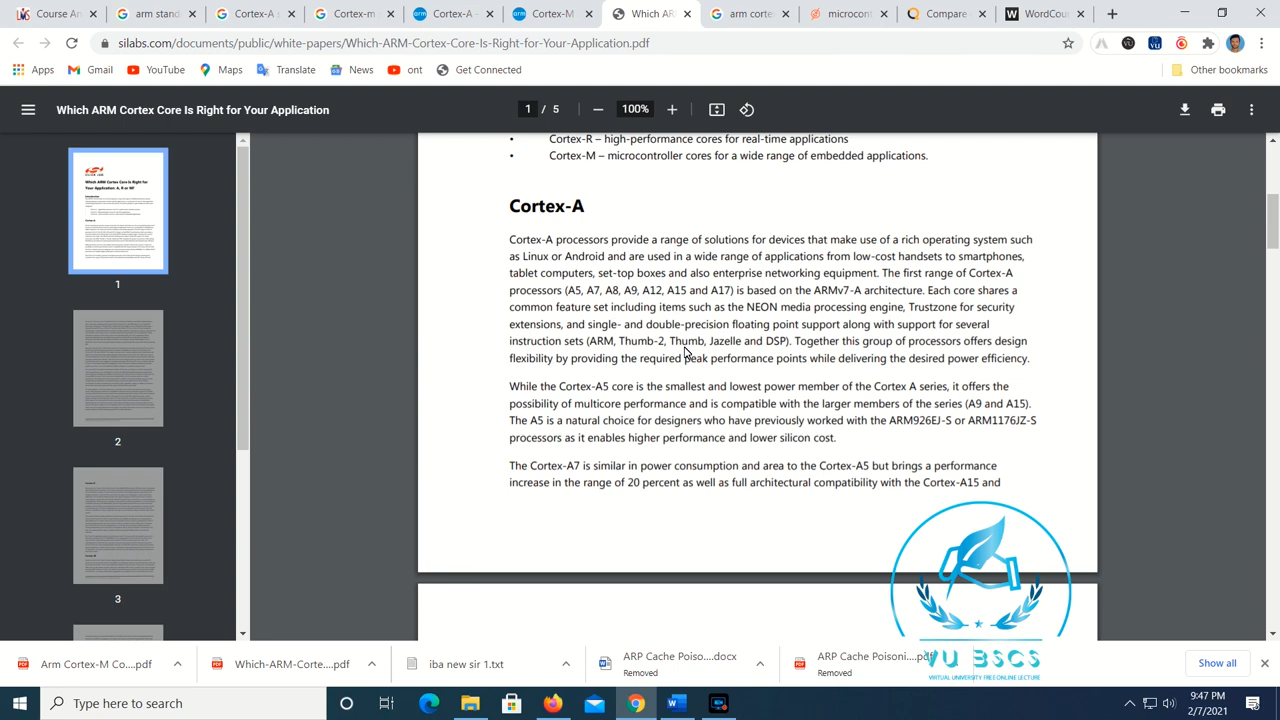 Course An
arm stand
Cortex-A s
Cortex-m
Cortex-A –
Cortex-M
Which AR
arm cortex
microcont
Compare
WordCoun
silabs.com/documents/public/white-papers/Which-ARM-Cortex-Core-Is-Right-for-Your-Application.pdf
Apps
Gmail
YouTube
Maps
Translate
News
ont
Get Connected
Other bookmarks
Which ARM Cortex Core Is Right for Your Application
1 / 5
100%
1
2
3
• Cortex-R – high-performance cores for real-time applications
• Cortex-M – microcontroller cores for a wide range of embedded applications.
Cortex-A
Cortex-A processors provide a range of solutions for devices that make use of a rich operating system such
as Linux or Android and are used in a wide range of applications from low-cost handsets to smartphones,
tablet computers, set-top boxes and also enterprise networking equipment. The first range of Cortex-A
processors (A5, A7, A8, A9, A12, A15 and A17) is based on the ARMv7-A architecture. Each core shares a
common feature set including items such as the NEON media processing engine, Trustzone for security
extensions, and single- and double-precision floating point support along with support for several
instruction sets (ARM, Thumb-2, Thumb, Jazelle and DSP). Together this group of processors offers design
flexibility by providing the required peak performance points while delivering the desired power efficiency.
While the Cortex-A5 core is the smallest and lowest power member of the Cortex A series, it offers the
possibility of multicore performance and is compatible with the larger members of the series (A9 and A15).
The A5 is a natural choice for designers who have previously worked with the ARM926EJ-S or ARM1176JZ-S
processors as it enables higher performance and lower silicon cost.
The Cortex-A7 is similar in power consumption and area to the Cortex-A5 but brings a performance
increase in the range of 20 percent as well as full architectural compatibility with the Cortex-A15 and
VU BSCS
VIRTUAL UNIVERSITY FREE ONLINE LECTURE
Arm Cortex-M Co....pdf
Which-ARM-Corte....pdf
iba new sir 1.txt
ARP Cache Poiso....docx
Removed
ARP Cache Poisoni....pdf
Removed
Show all
Type here to search
9:47 PM
2/7/2021